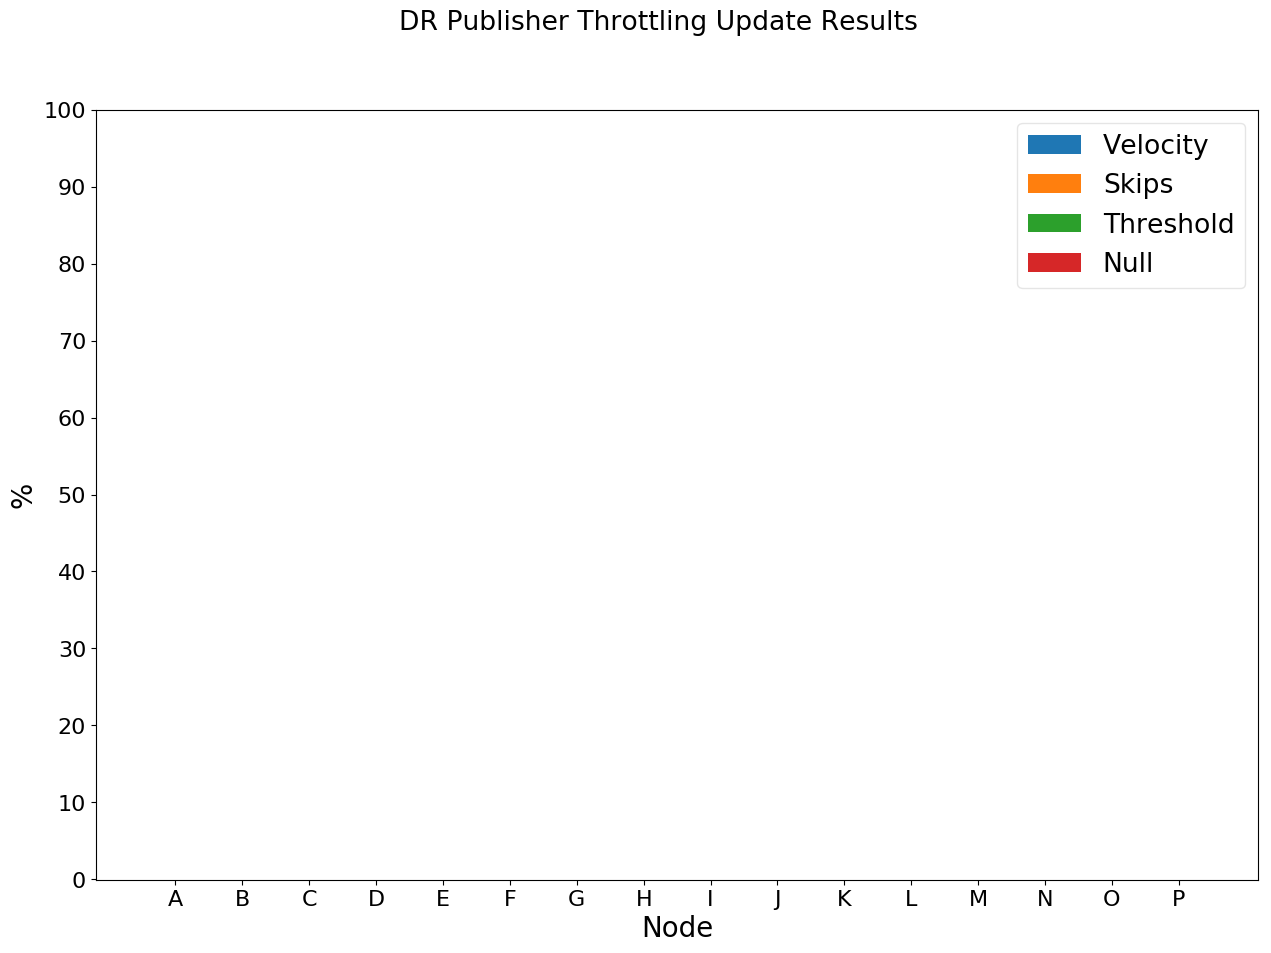 DR Publisher Throttling Update Results
100
90
80
70
60
50
40
30
20
10
0
%
Velocity
Skips
Threshold
Null
A B C D E F G H I J K L M N O P
Node